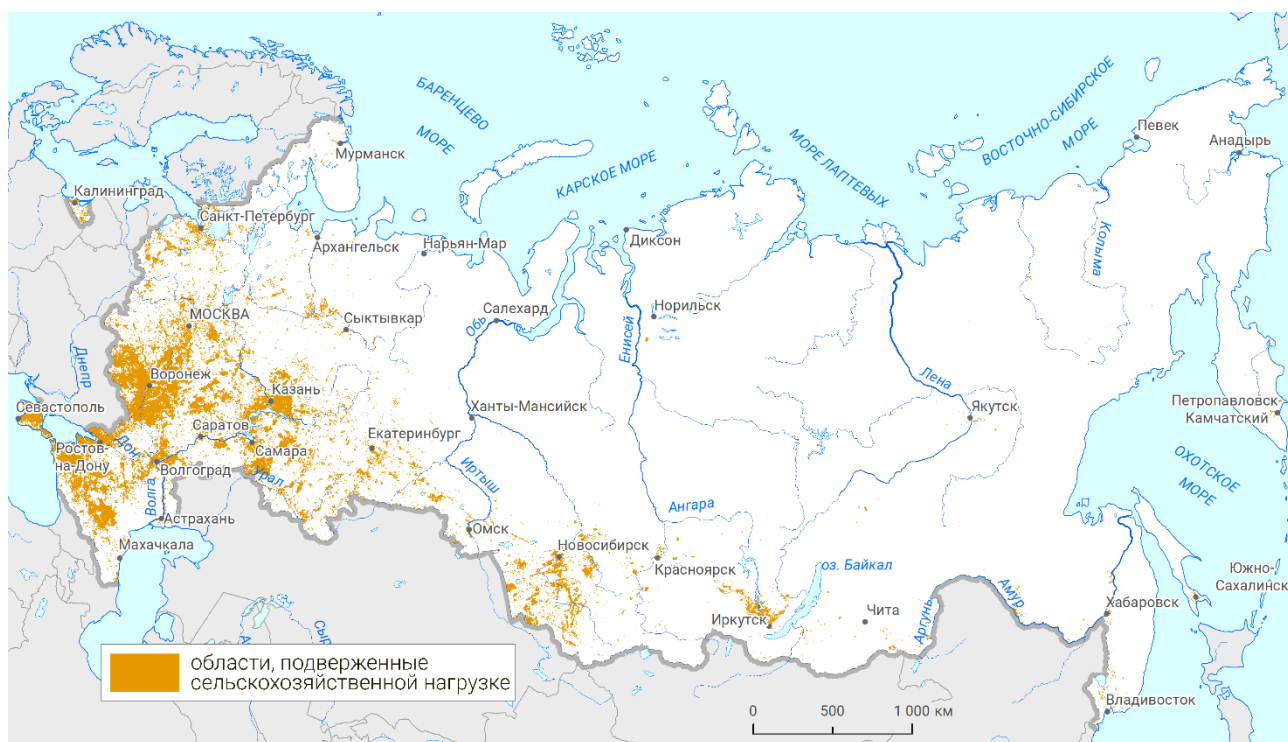 БАРЕНЦЕВО
МОРЕ
КАРСКОЕ МОРЕ
МОРЕ ЛАПТЕВЫХ
ВОСТОЧНО-СИБИРСКОЕ
МОРЕ
Певек
Анадырь
Мурманск
Калининград
Санкт-Петербург
Архангельск
Нарьян-Мар
Диксон
Колыма
МОСКВА
Сыктывкар
Салехард
Обь
Норильск
Енисей
Днепр
Воронеж
Казань
Лена
Севастополь
Ханты-Мансийск
Якутск
Петропавловск-
Камчатский
Ростов-
на-Дону
Дон
Саратов
Самара
Екатеринбург
ОХОТСКОЕ
МОРЕ
Волгоград
Урал
Иртыш
Волга
Астрахань
Омск
Ангара
Новосибирск
Красноярск
оз. Байкал
Махачкала
Иркутск
Чита
Аргунь
Амур
Хабаровск
Южно-
Сахалинск
Владивосток
области, подверженные
сельскохозяйственной нагрузке
0 500 1 000 км